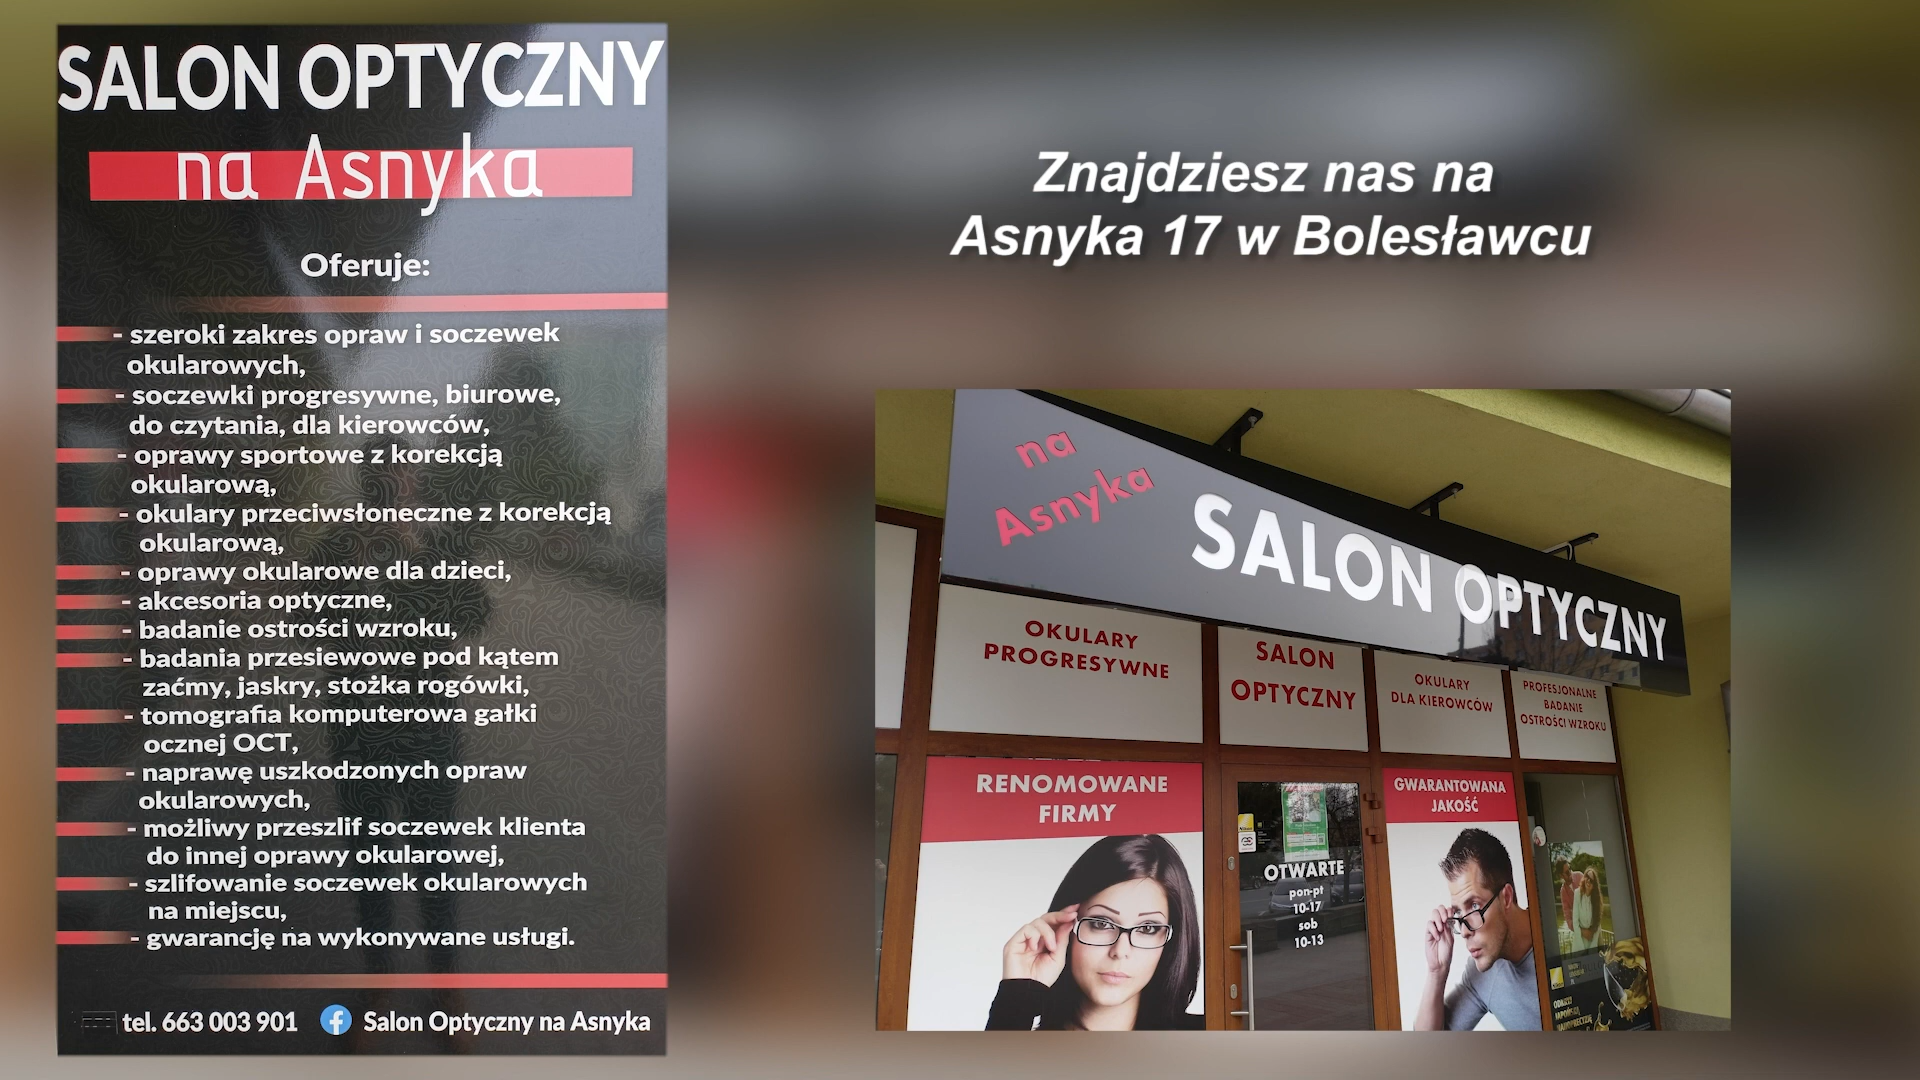 SALON OPTYCZNY
na Asnyka
Oferuje:
- szeroki zakres opraw i soczewek
okularowych,
- soczewki progresywne, biurowe,
do czytania, dla kierowców,
- oprawy sportowe z korekcją
okularową,
- okulary przeciwsłoneczne z korekcją
okularową,
- oprawy okularowe dla dzieci,
- akcesoria optyczne,
- badanie ostrości wzroku,
- badania przesiewowe pod kątem
zaćmy, jaskry, stożka rogówki,
- tomografia komputerowa gałki
ocznej OCT,
- naprawę uszkodzonych opraw
okularowych,
- możliwy przeszlif soczewek klienta
do innej oprawy okularowej,
- szlifowanie soczewek okularowych
na miejscu,
- gwarancję na wykonywane usługi.
tel. 663 003 901
Salon Optyczny na Asnyka
Znajdziesz nas na
Asnyka 17 w Bolesławcu
na
Asnyka
SALON OPTYCZNY
OKULARY
PROGRESYWNE
SALON
OPTYCZNY
OKULARY
DLA KIEROWCÓW
PROFESJONALNE
BADANIE
OSTROŚCI WZROKU
RENOMOWANE
FIRMY
OTWARTE
pon-pt
10-17
sob
10-13
GWARANTOWANA
JAKOŚĆ